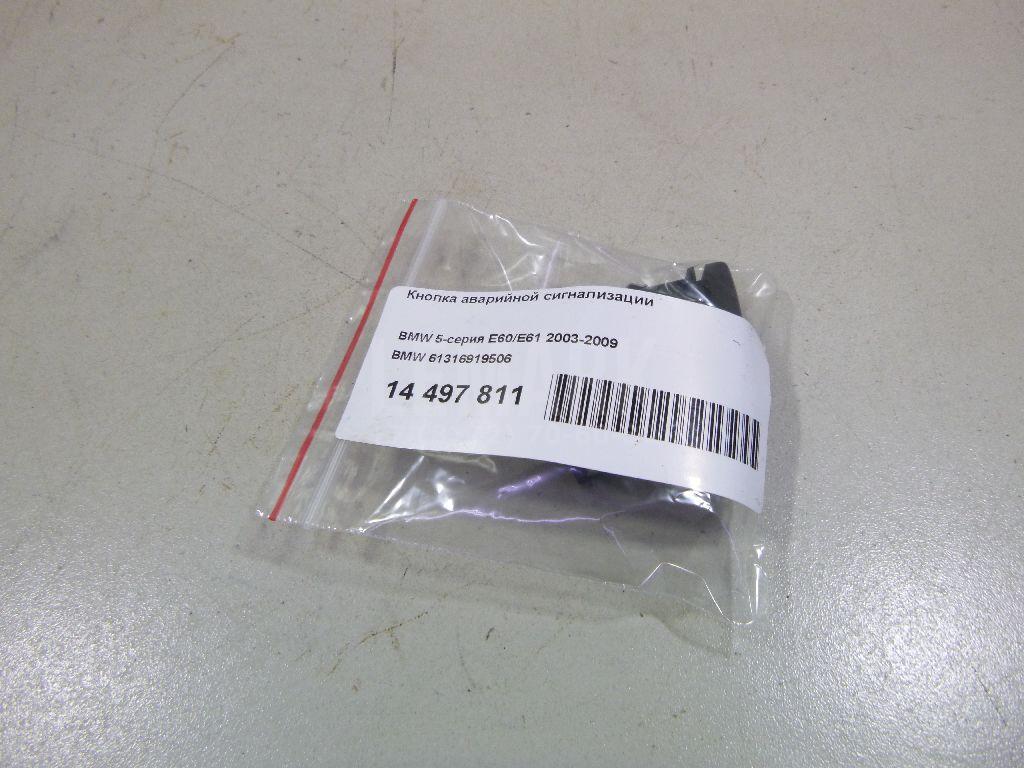 Кнопка аварийной сигнализации
BMW 5-серия E60/E61 2003-2009
BMW 61316919506
14 497 811